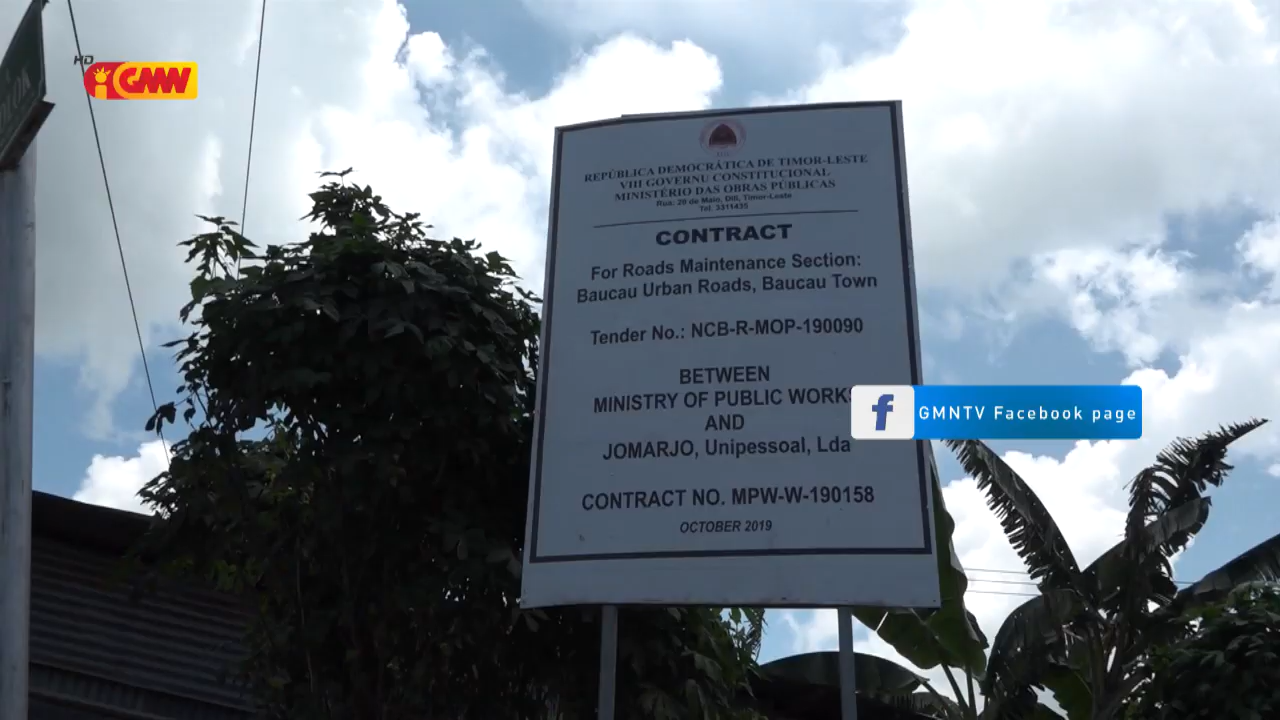 HD
GMN
REPÚBLICA DEMOCRÁTICA DE TIMOR-LESTE
VIII GOVERNU CONSTITUCIONAL
MINISTÉRIO DAS OBRAS PÚBLICAS
Rua: 20 de Maio, Dili, Timor-Leste
Tel. 3311435
CONTRACT
For Roads Maintenance Section:
Baucau Urban Roads, Baucau Town
Tender No.: NCB-R-MOP-190090
BETWEEN
MINISTRY OF PUBLIC WORKS
AND
JOMARJO, Unipessoal, Lda
CONTRACT NO. MPW-W-190158
OCTOBER 2019
f GMNTV Facebook page